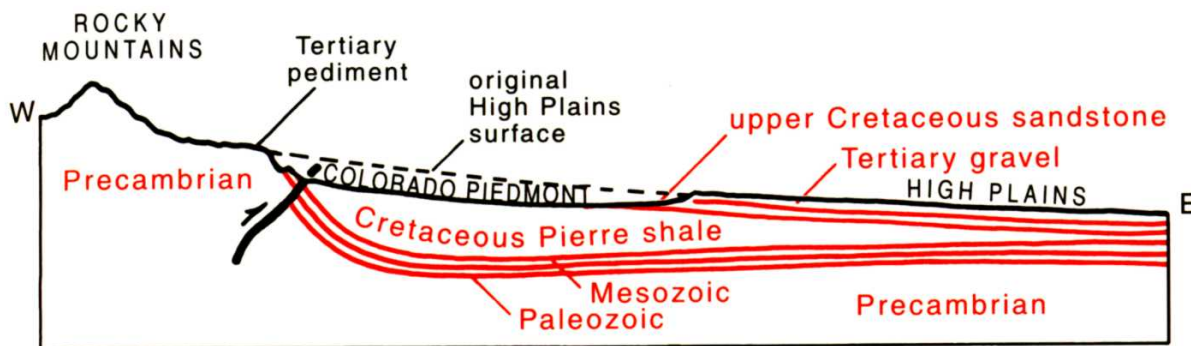 ROCKY
MOUNTAINS
Tertiary
pediment
original
High Plains
surface
W
upper Cretaceous sandstone
Tertiary gravel
Precambrian
COLORADO PIEDMONT
HIGH PLAINS
E
Cretaceous Pierre shale
Mesozoic
Paleozoic
Precambrian